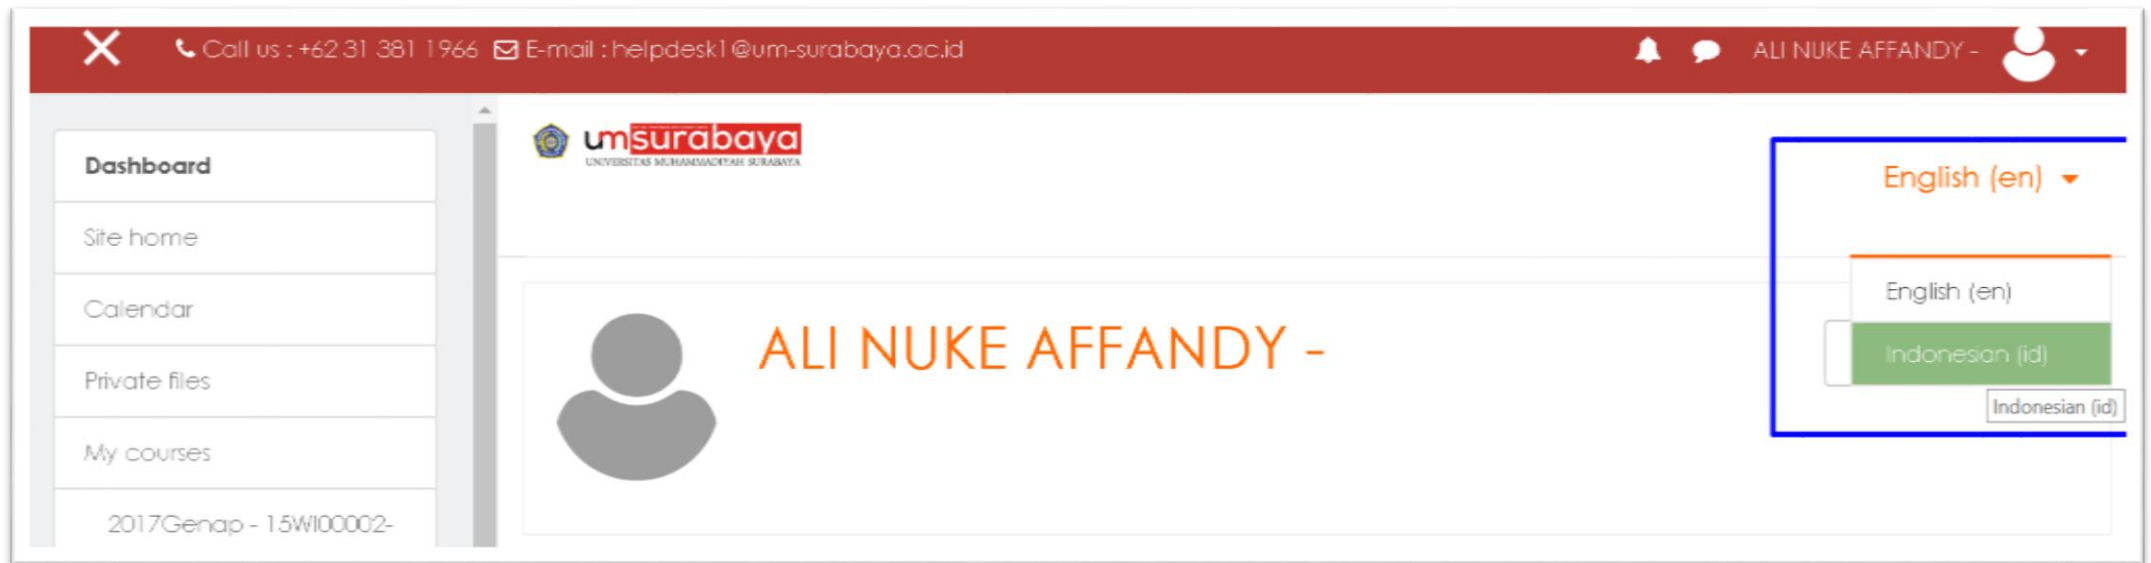 Call us : +62 31 381 1966 E-mail : helpdesk1@um-surabaya.ac.id
ALI NUKE AFFANDY -
Dashboard
Site home
Calendar
Private files
My courses
2017Genap - 15WI00002-
umsurabaya
UNIVERSITAS MUHAMMADIYAH SURABAYA
English (en)
English (en)
Indonesian (id)
Indonesian (id)
ALI NUKE AFFANDY -